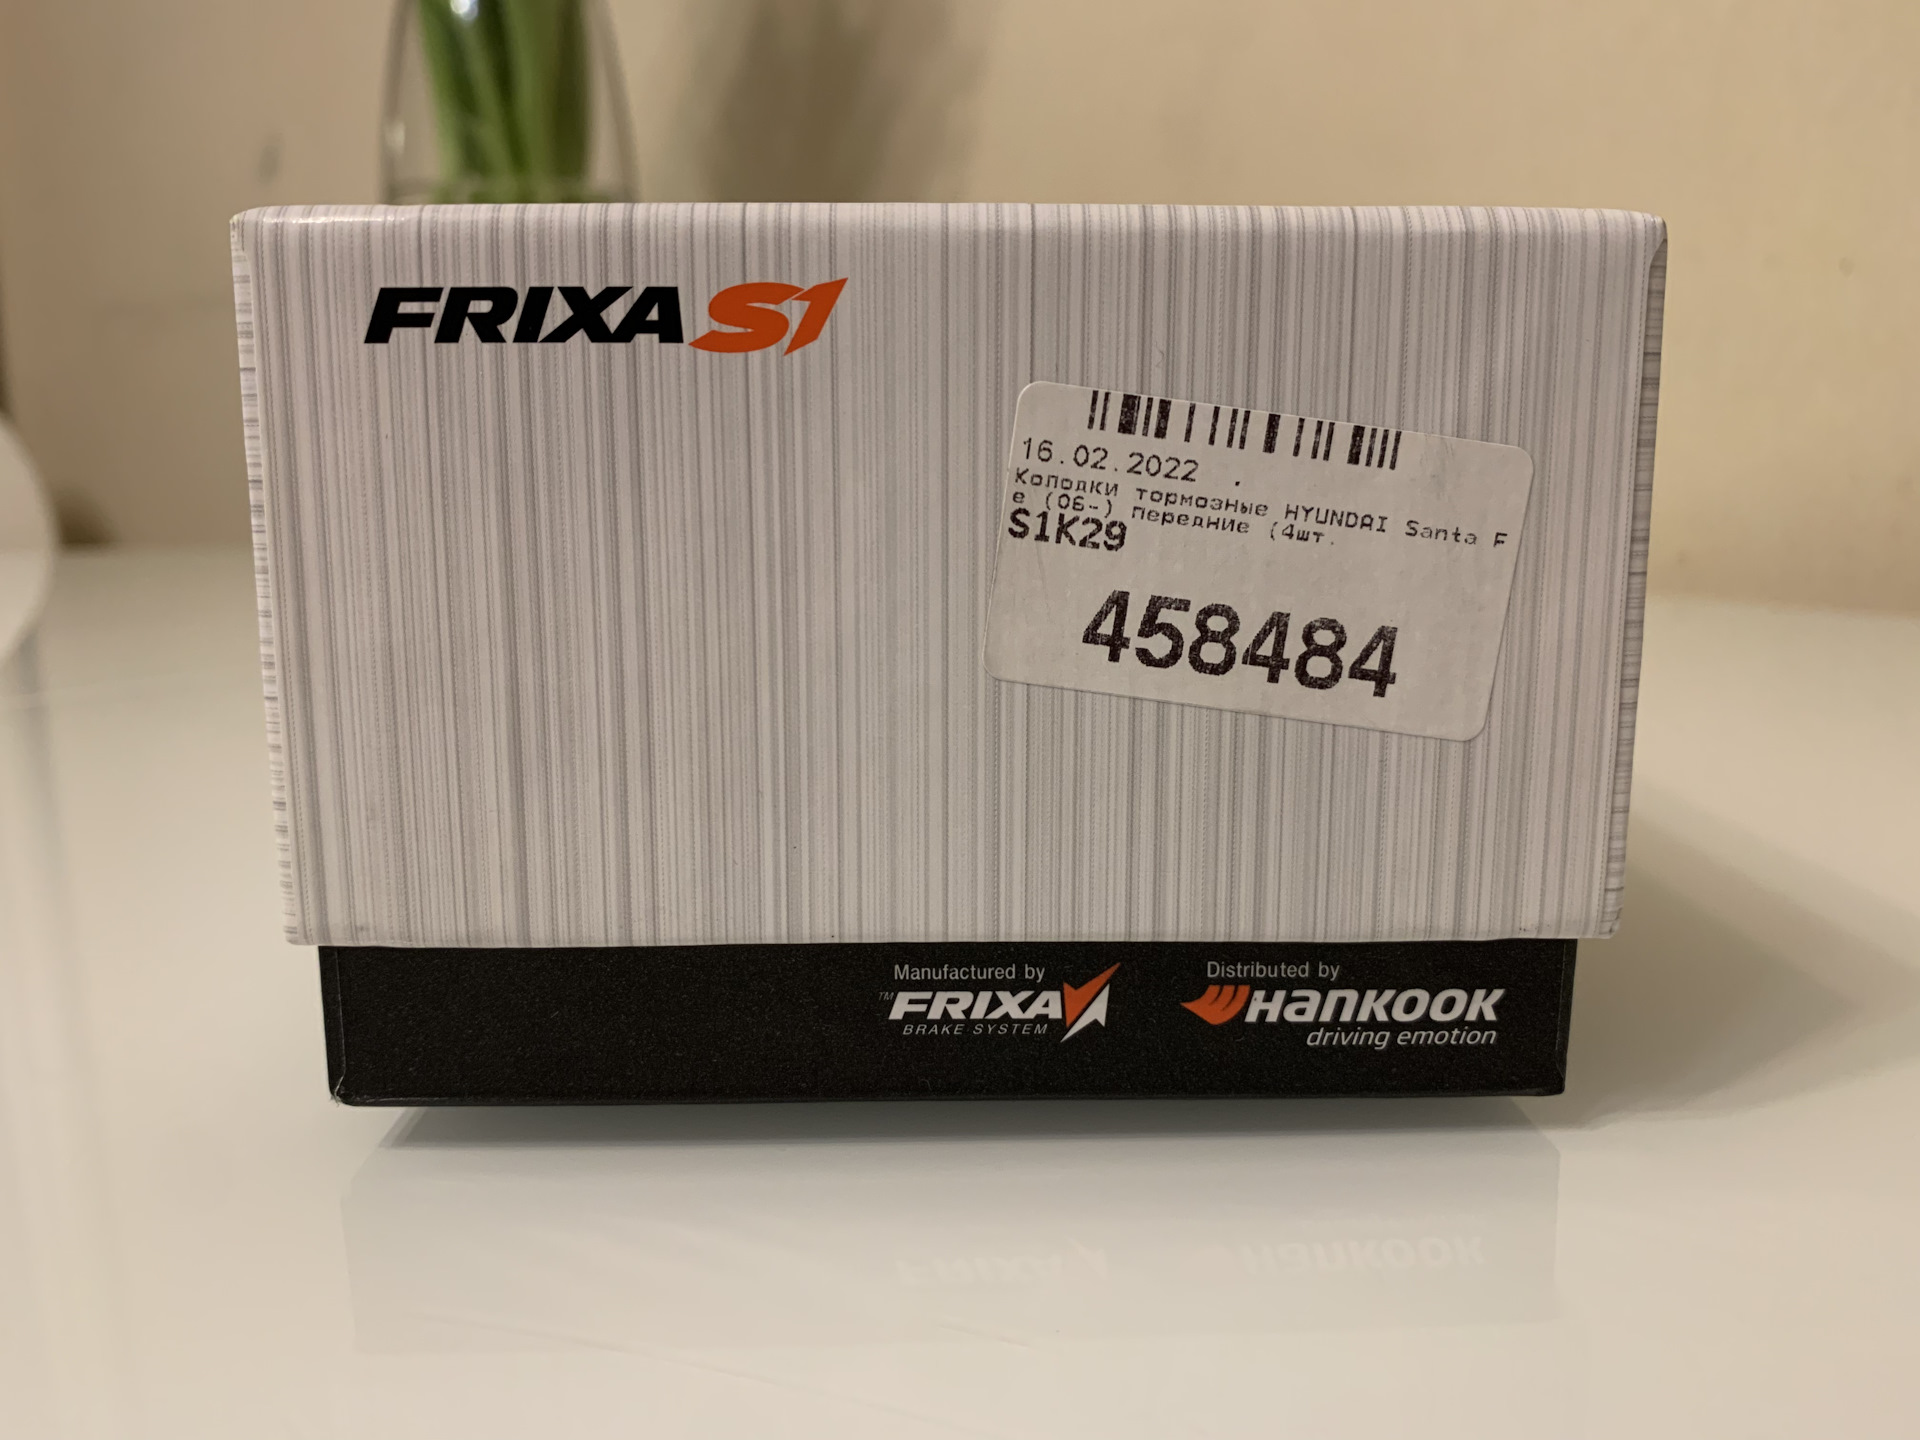 FRIXA S1
16.02.2022
Колодки тормозные HYUNDAI Santa F
e (06-) передние (4шт.
S1K29
458484
Manufactured by
™FRIXA
BRAKE SYSTEM
Distributed by
Hankook
driving emotion